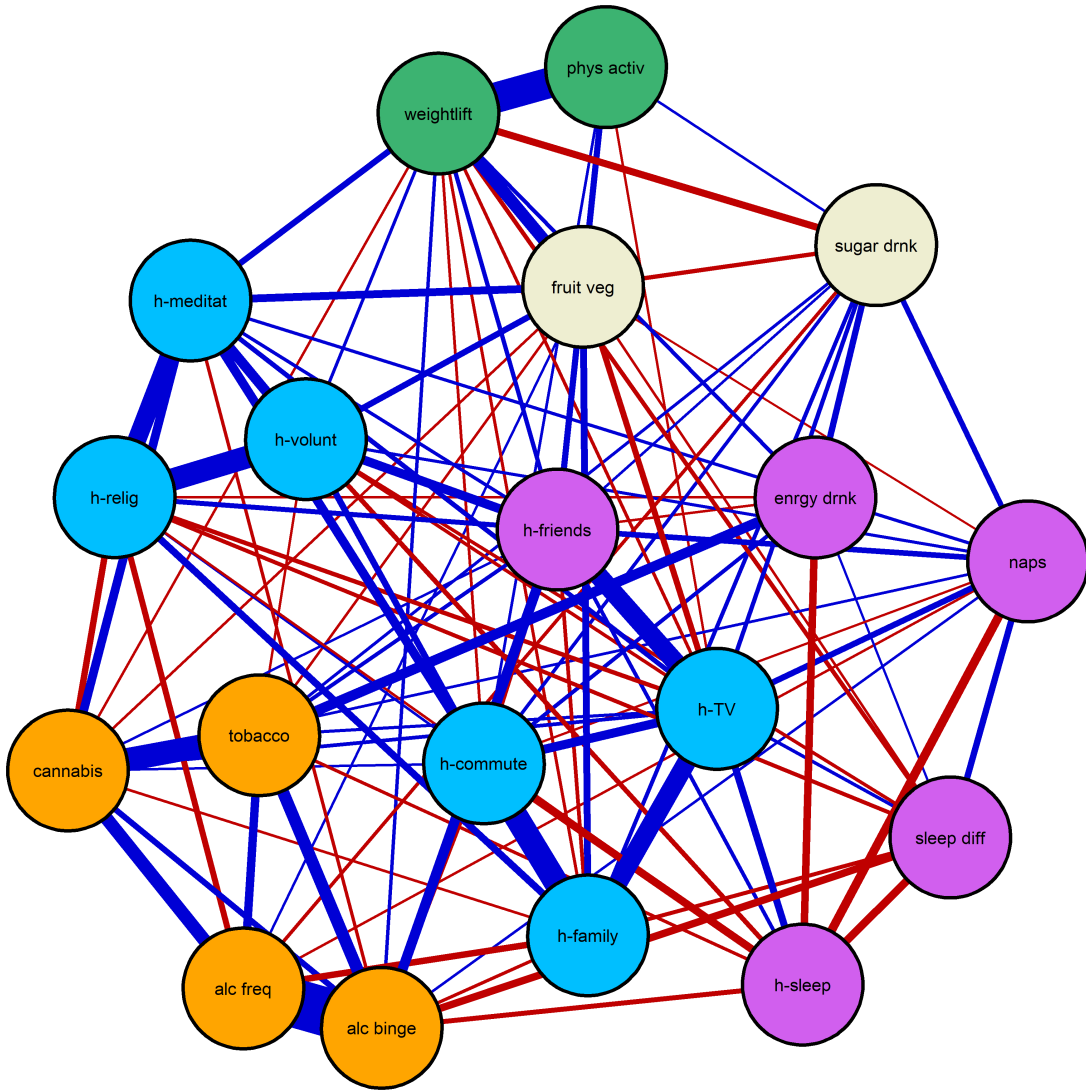 phys activ
weightlift
sugar drnk
fruit veg
h-meditat
h-volunt
h-relig
enrgy drnk
h-friends
naps
h-TV
tobacco
h-commute
cannabis
sleep diff
h-family
h-sleep
alc freq
alc binge